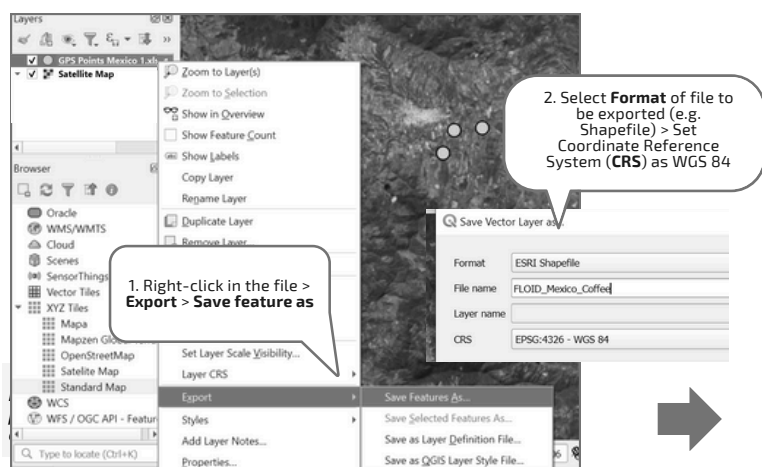 Layers
GPS Points Mexico 1.xls
Satellite Map
Zoom to Layer(s)
Zoom to Selection
Show in Overview
Show Feature Count
Show Labels
Copy Layer
Rename Layer
Duplicate Layer
Remove Layer...
2. Select Format of file to
be exported (e.g.
Shapefile) > Set
Coordinate Reference
System (CRS) as WGS 84
Browser
Oracle
WMS/WMTS
Cloud
Scenes
SensorThings
Vector Tiles
XYZ Tiles
Mapa
Mapzen Glo
OpenStreetMap
Satelite Map
Standard Map
WCS
WFS / OGC API - Featur
Type to locate (Ctrl+K)
1. Right-click in the file >
Export > Save feature as
Set Layer Scale Visibility...
Layer CRS
Export
Styles
Add Layer Notes...
Properties...
Save Features As...
Save Selected Features As...
Save as Layer Definition File...
Save as QGIS Layer Style File...
Save Vector Layer as...
Format
ESRI Shapefile
File name
FLOID_Mexico_Coffee
Layer name
CRS
EPSG:4326 - WGS 84